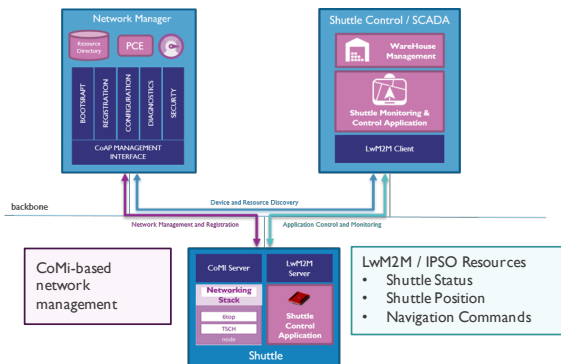 Network Manager
Resource
Directory
PCE
BOOTSRAPT
REGISTRATION
CONFIGURATION
DIAGNOSTICS
SECURTY
CoAP MANAGEMENT
INTERFACE
Shuttle Control / SCADA
WareHouse
Management
Shuttle Monitoring &
Control Application
LwM2M Client
Device and Resource Discovery
backbone
Network Management and Registration
Application Control and Monitoring
CoMi-based
network
management
CoMI Server
LwM2M
Server
Networking
Stack
6top
TSCH
node
Shuttle
Control
Application
Shuttle
LwM2M / IPSO Resources
• Shuttle Status
• Shuttle Position
• Navigation Commands